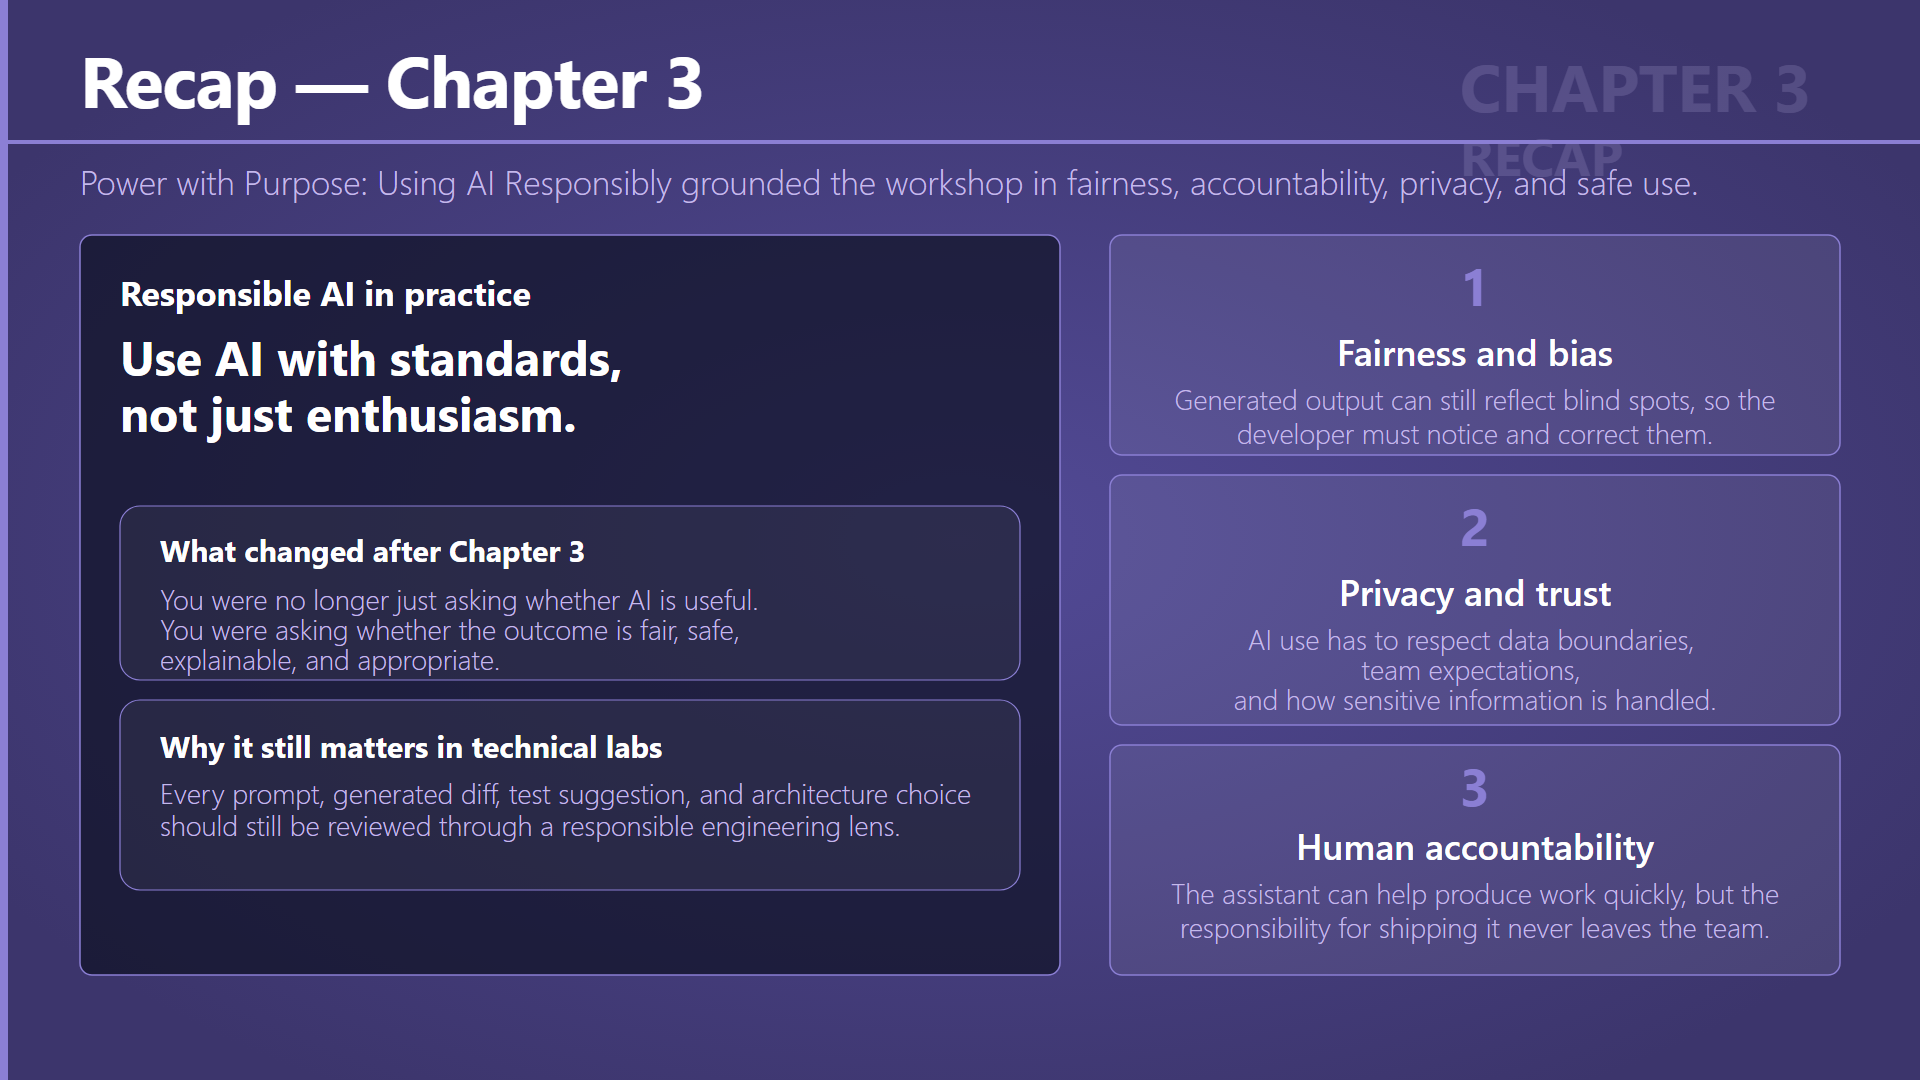 Recap — Chapter 3
CHAPTER 3
RECAP
Power with Purpose: Using AI Responsibly grounded the workshop in fairness, accountability, privacy, and safe use.
Responsible AI in practice
Use AI with standards,
not just enthusiasm.
What changed after Chapter 3
You were no longer just asking whether AI is useful.
You were asking whether the outcome is fair, safe,
explainable, and appropriate.
Why it still matters in technical labs
Every prompt, generated diff, test suggestion, and architecture choice
should still be reviewed through a responsible engineering lens.
1
Fairness and bias
Generated output can still reflect blind spots, so the
developer must notice and correct them.
2
Privacy and trust
AI use has to respect data boundaries,
team expectations,
and how sensitive information is handled.
3
Human accountability
The assistant can help produce work quickly, but the
responsibility for shipping it never leaves the team.